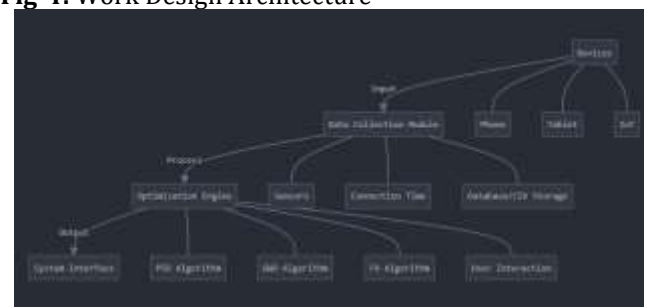 Fig 1: Work Design Architecture
Devices
Input
Data Collection Module
Phone
Tablet
IoT
Process
Optimization Engine
Sensors
Connection Time
Database/CSV Storage
Output
System Interface
PSO Algorithm
GWO Algorithm
FA Algorithm
User Interaction